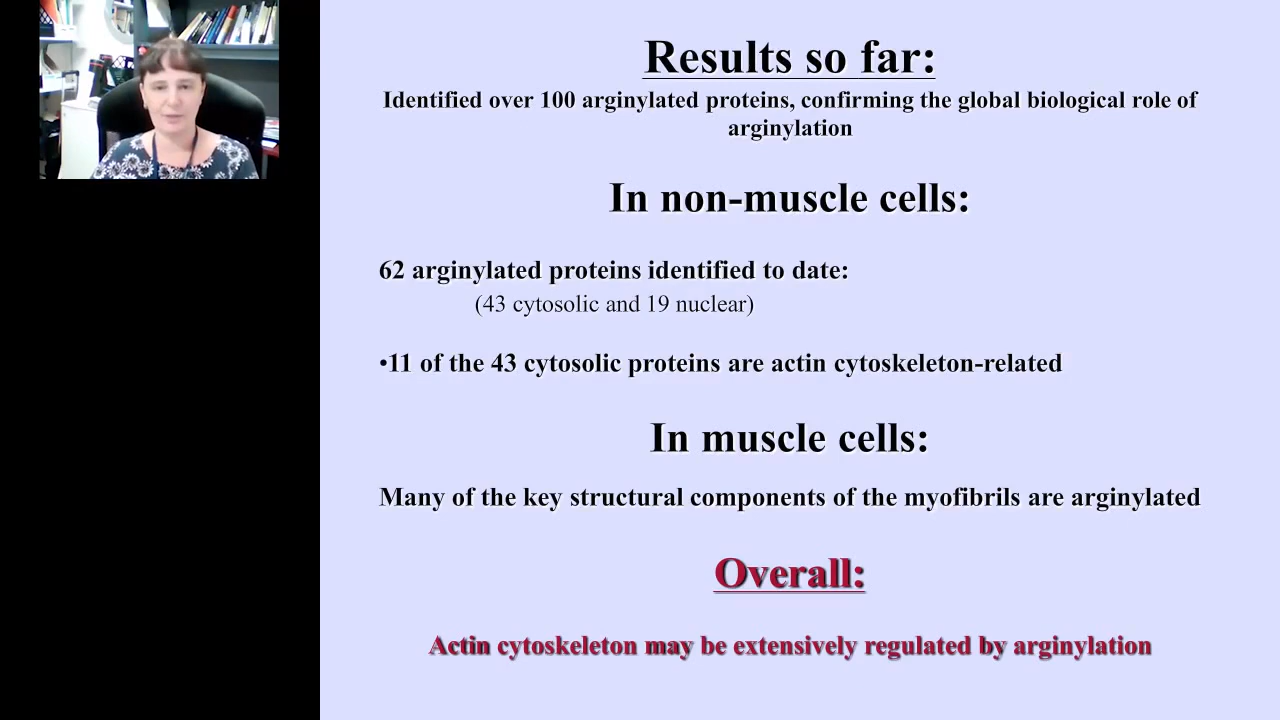 Results so far:
Identified over 100 arginylated proteins, confirming the global biological role of
arginylation
In non-muscle cells:
62 arginylated proteins identified to date:
(43 cytosolic and 19 nuclear)
•11 of the 43 cytosolic proteins are actin cytoskeleton-related
In muscle cells:
Many of the key structural components of the myofibrils are arginylated
Overall:
Actin cytoskeleton may be extensively regulated by arginylation